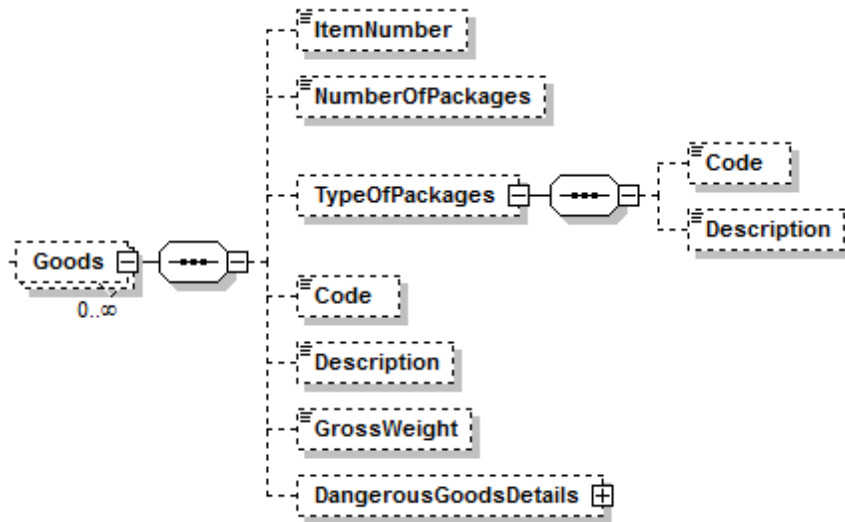 ItemNumber
NumberOfPackages
TypeOfPackages
Code
Description
Goods
0..∞
Code
Description
GrossWeight
DangerousGoodsDetails